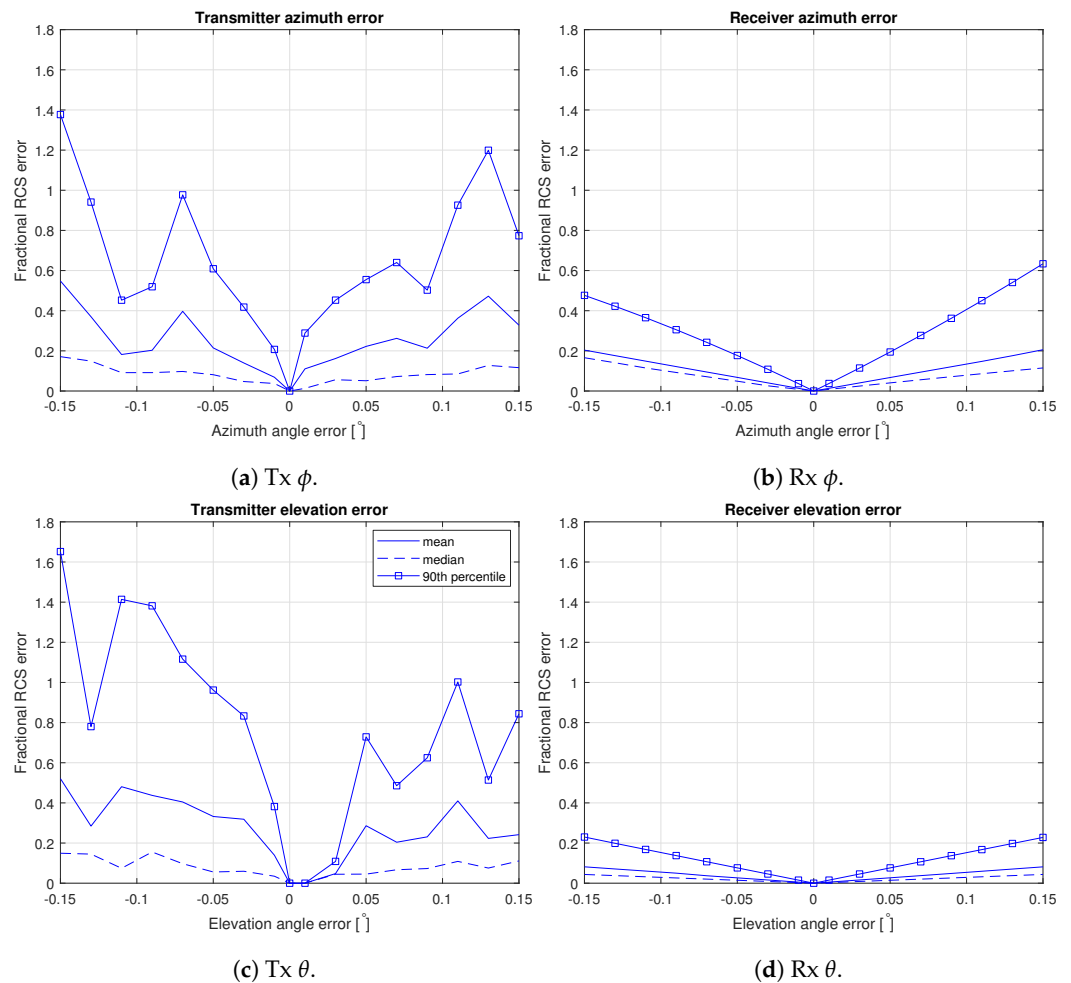 Transmitter azimuth error
1.8
1.6
1.4
1.2
1
0.8
0.6
0.4
0.2
0
Fractional RCS error
-0.15 -0.1 -0.05 0 0.05 0.1 0.15
Azimuth angle error [°]
(a) Tx ϕ.
Receiver azimuth error
1.8
1.6
1.4
1.2
1
0.8
0.6
0.4
0.2
0
Fractional RCS error
-0.15 -0.1 -0.05 0 0.05 0.1 0.15
Azimuth angle error [°]
(b) Rx ϕ.
Transmitter elevation error
1.8
1.6
1.4
1.2
1
0.8
0.6
0.4
0.2
0
Fractional RCS error
mean
median
90th percentile
-0.15 -0.1 -0.05 0 0.05 0.1 0.15
Elevation angle error [°]
(c) Tx θ.
Receiver elevation error
1.8
1.6
1.4
1.2
1
0.8
0.6
0.4
0.2
0
Fractional RCS error
-0.15 -0.1 -0.05 0 0.05 0.1 0.15
Elevation angle error [°]
(d) Rx θ.